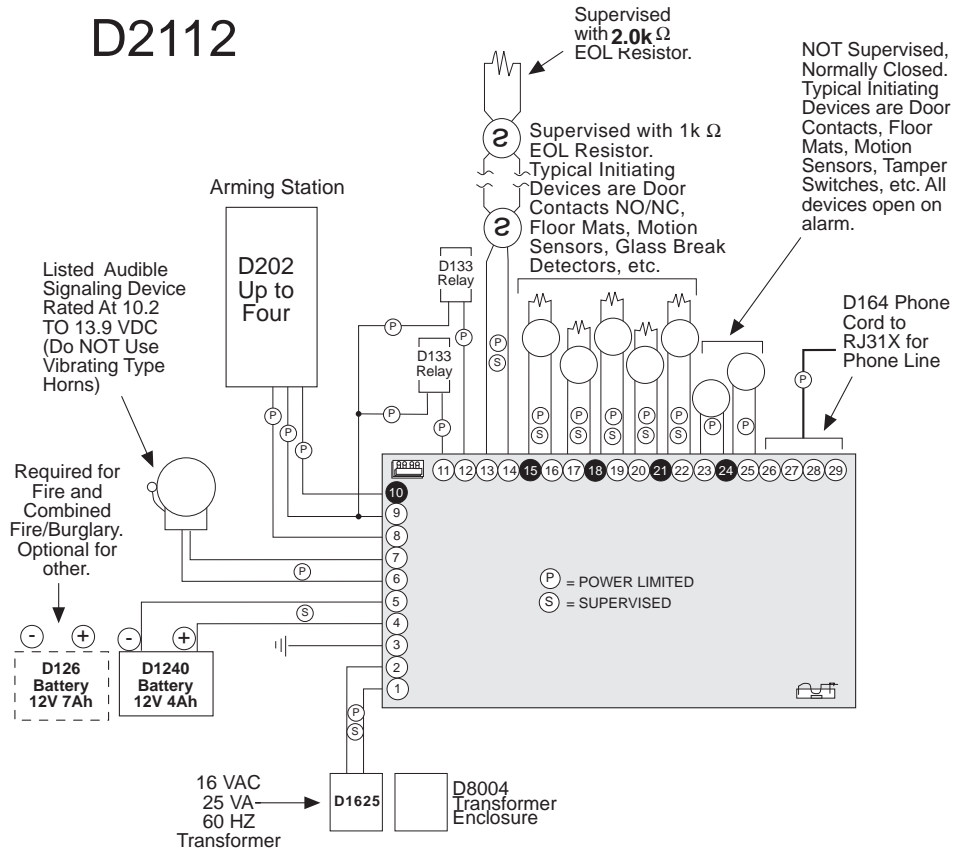 D2112
Supervised
with 2.0k Ω
EOL Resistor.
NOT Supervised,
Normally Closed.
Typical Initiating
Devices are Door
Contacts, Floor
Mats, Motion
Sensors, Tamper
Switches, etc. All
devices open on
alarm.
S
Supervised with 1k Ω
EOL Resistor.
Typical Initiating
Devices are Door
Contacts NO/NC,
Floor Mats, Motion
Sensors, Glass Break
Detectors, etc.
S
Arming Station
D202
Up to
Four
D133
Relay
D133
Relay
Listed Audible
Signaling Device
Rated At 10.2
TO 13.9 VDC
(Do NOT Use
Vibrating Type
Horns)
D164 Phone
Cord to
RJ31X for
Phone Line
P P P
P P P P
P S
P S P S P S P S P S
P P P
Required for
Fire and
Combined
Fire/Burglary.
Optional for
other.
8888 11 12 13 14 15 16 17 18 19 20 21 22 23 24 25 26 27 28 29
10
9
8
7
P 6
S 5
4
3
2
1
P = POWER LIMITED
S = SUPERVISED
- + - +
D126
Battery
12V 7Ah
D1240
Battery
12V 4Ah
P
S
16 VAC
25 VA
60 HZ
Transformer
D1625
D8004
Transformer
Enclosure